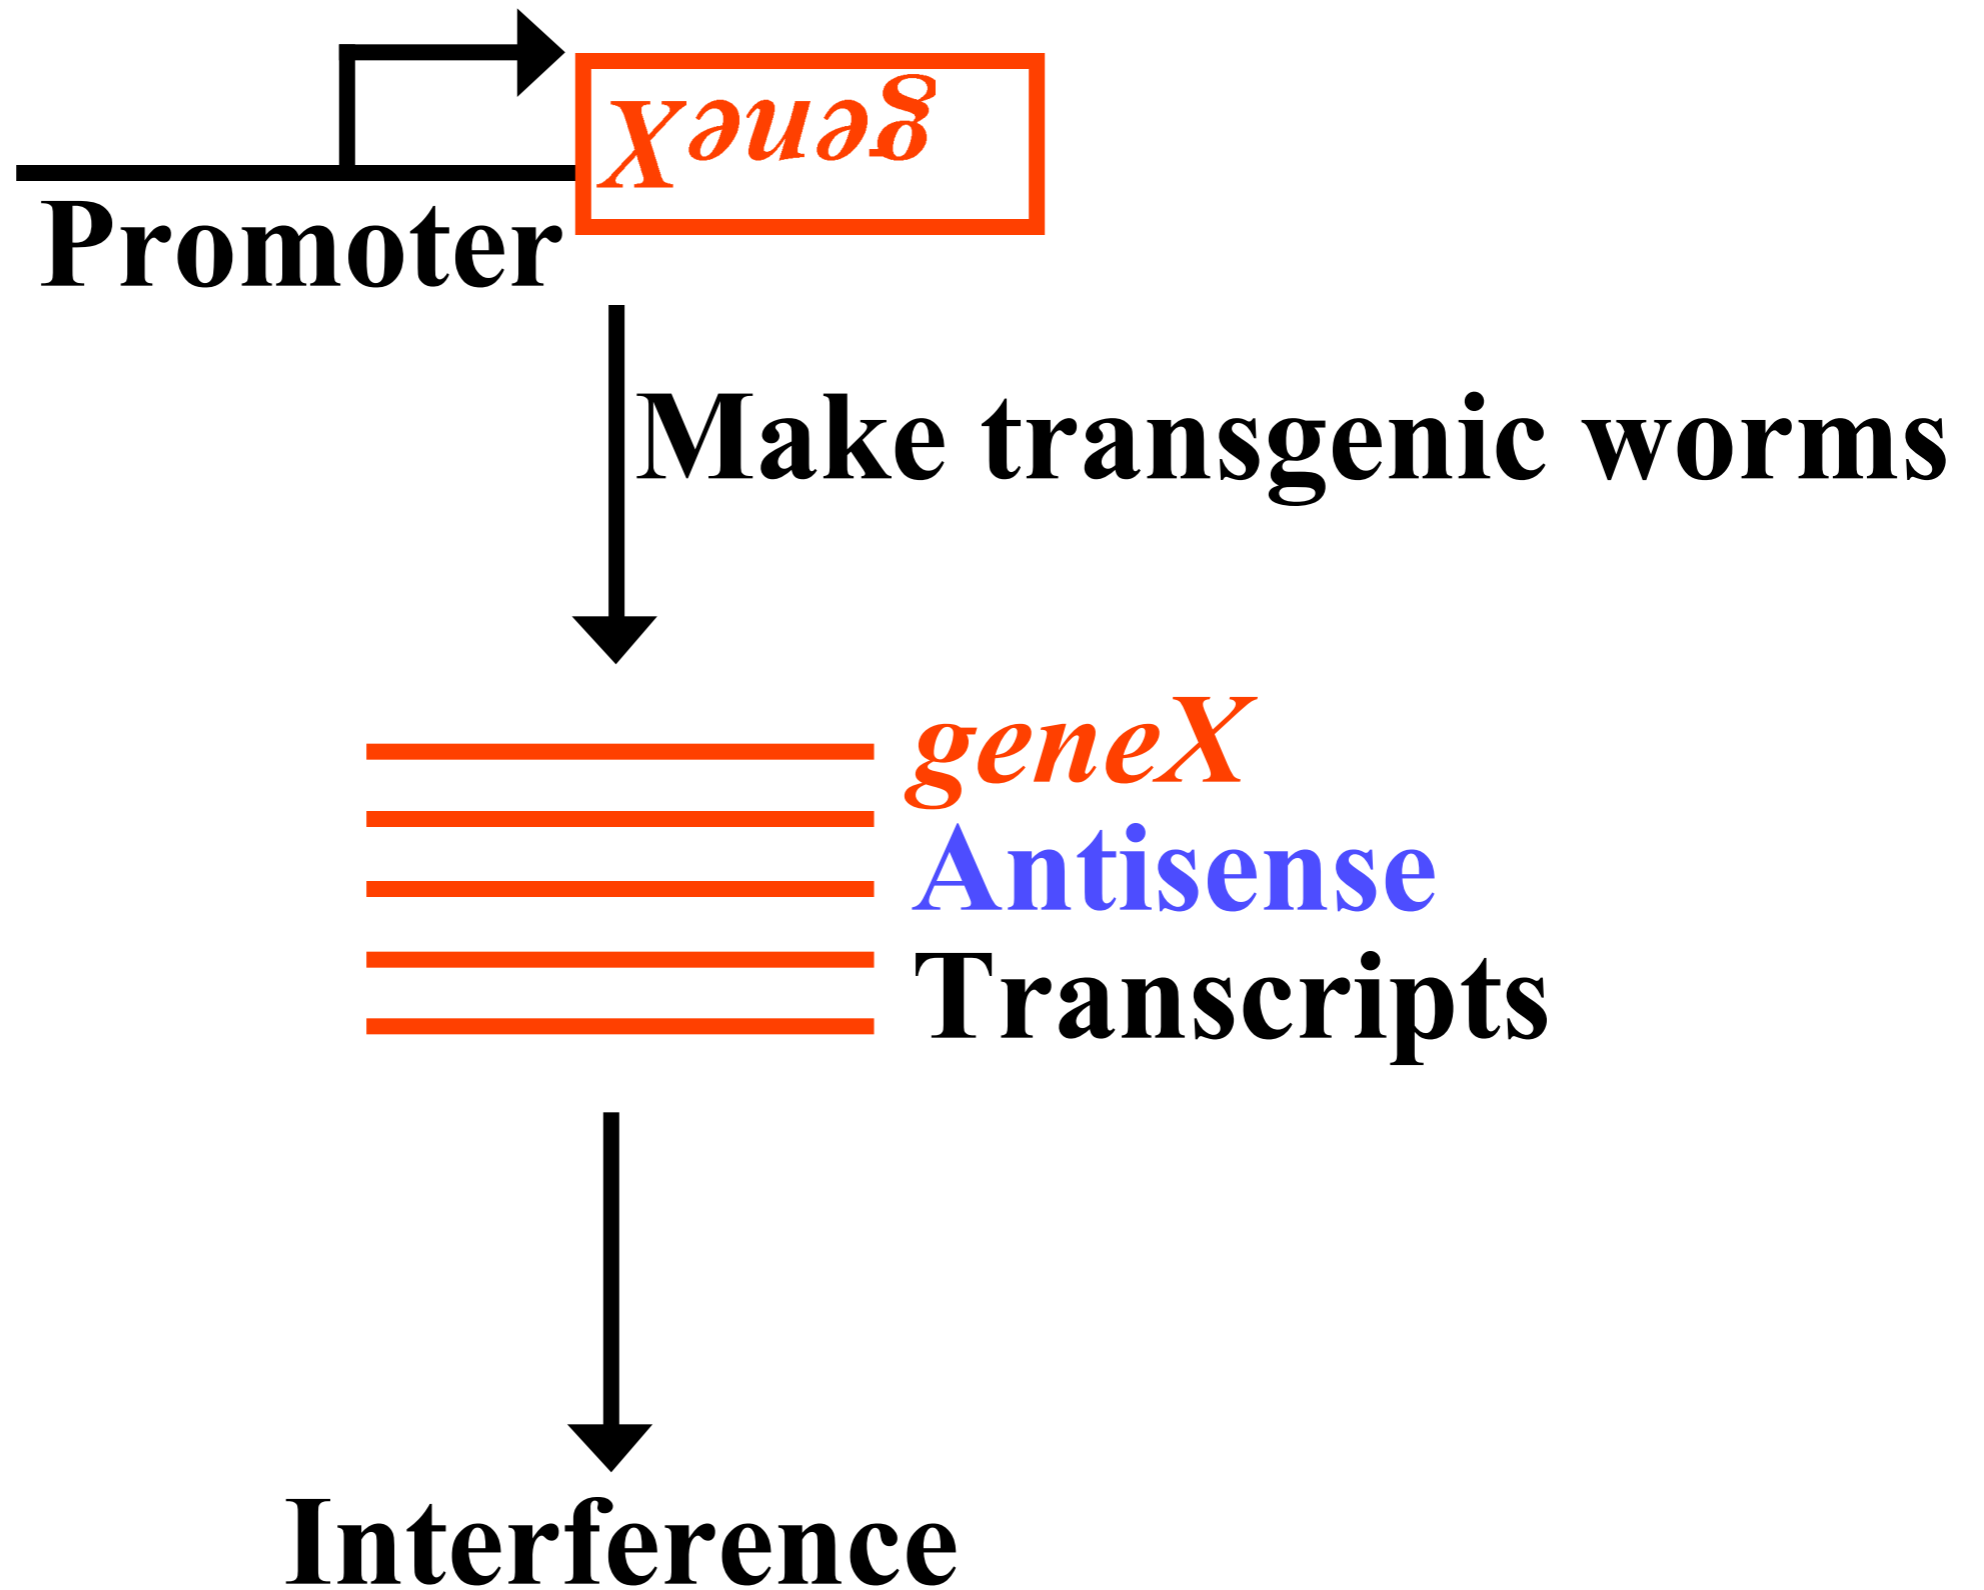 geneX
Promoter
Make transgenic worms
geneX
Antisense
Transcripts
Interference